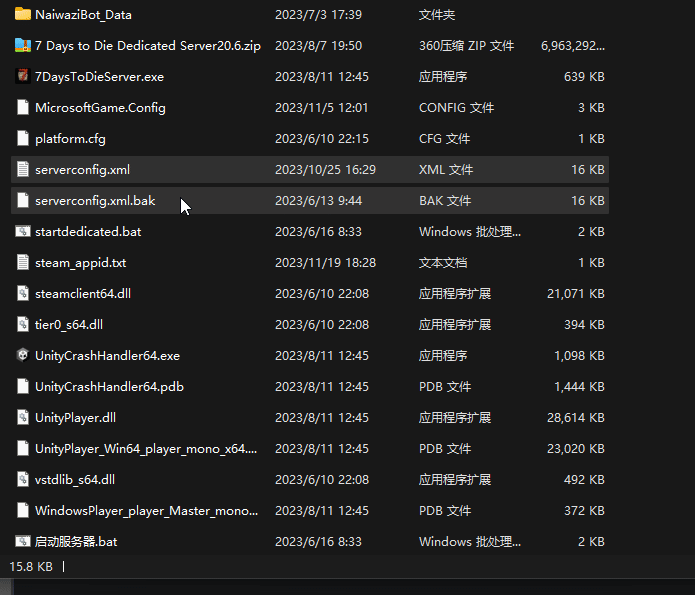 NaiwaziBot_Data 2023/7/3 17:39 文件夹
7 Days to Die Dedicated Server20.6.zip 2023/8/7 19:50 360压缩 ZIP 文件 6,963,292...
7DaysToDieServer.exe 2023/8/11 12:45 应用程序 639 KB
MicrosoftGame.Config 2023/11/5 12:01 CONFIG 文件 3 KB
platform.cfg 2023/6/10 22:15 CFG 文件 1 KB
serverconfig.xml 2023/10/25 16:29 XML 文件 16 KB
serverconfig.xml.bak 2023/6/13 9:44 BAK 文件 16 KB
startdedicated.bat 2023/6/16 8:33 Windows 批处理... 2 KB
steam_appid.txt 2023/11/19 18:28 文本文档 1 KB
steamclient64.dll 2023/6/10 22:08 应用程序扩展 21,071 KB
tier0_s64.dll 2023/6/10 22:08 应用程序扩展 394 KB
UnityCrashHandler64.exe 2023/8/11 12:45 应用程序 1,098 KB
UnityCrashHandler64.pdb 2023/8/11 12:45 PDB 文件 1,444 KB
UnityPlayer.dll 2023/8/11 12:45 应用程序扩展 28,614 KB
UnityPlayer_Win64_player_mono_x64.... 2023/8/11 12:45 PDB 文件 23,020 KB
vstdlib_s64.dll 2023/6/10 22:08 应用程序扩展 492 KB
WindowsPlayer_player_Master_mono... 2023/8/11 12:45 PDB 文件 372 KB
启动服务器.bat 2023/6/16 8:33 Windows 批处理... 2 KB
15.8 KB